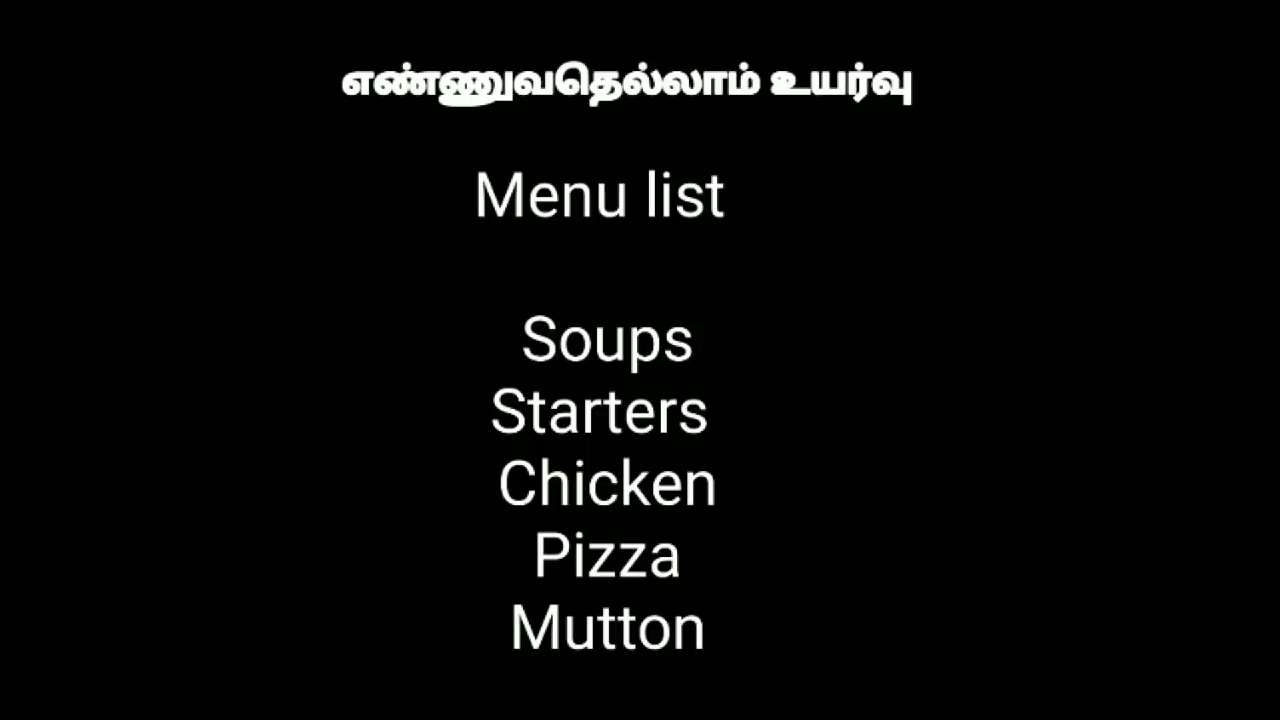 எண்ணுவதெல்லாம் உயர்வு
Menu list
Soups
Starters
Chicken
Pizza
Mutton